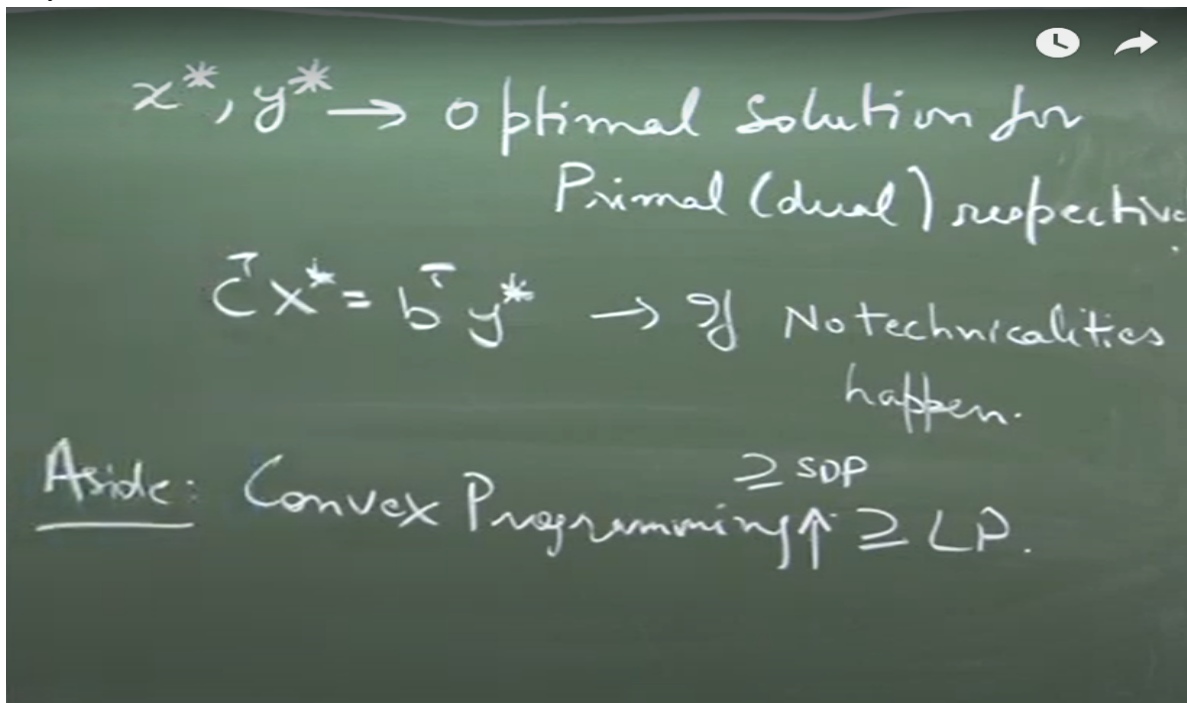 x*, y* → optimal solution for
Primal (dual) respective
cᵀx* = bᵀy* → If No technicalities
happen.
≥ SDP
Aside: Convex Programming ↑ ≥ LP.